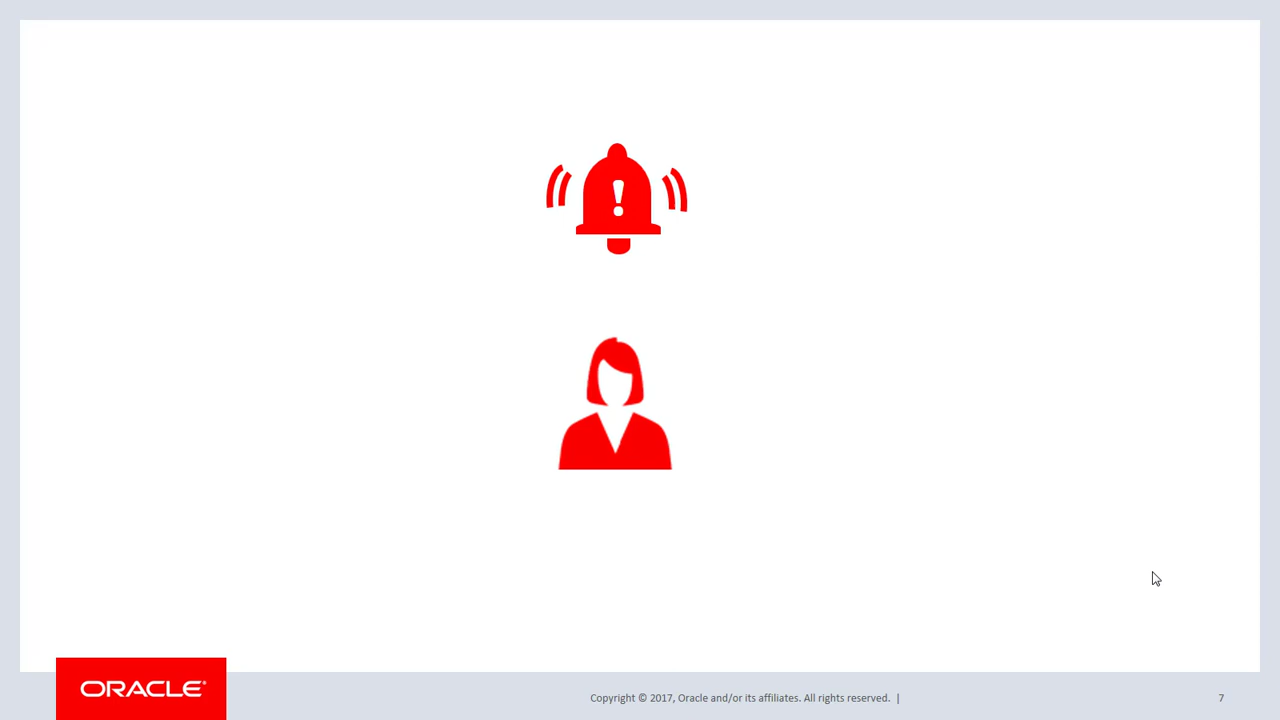 !
ORACLE®
Copyright © 2017, Oracle and/or its affiliates. All rights reserved. |
7